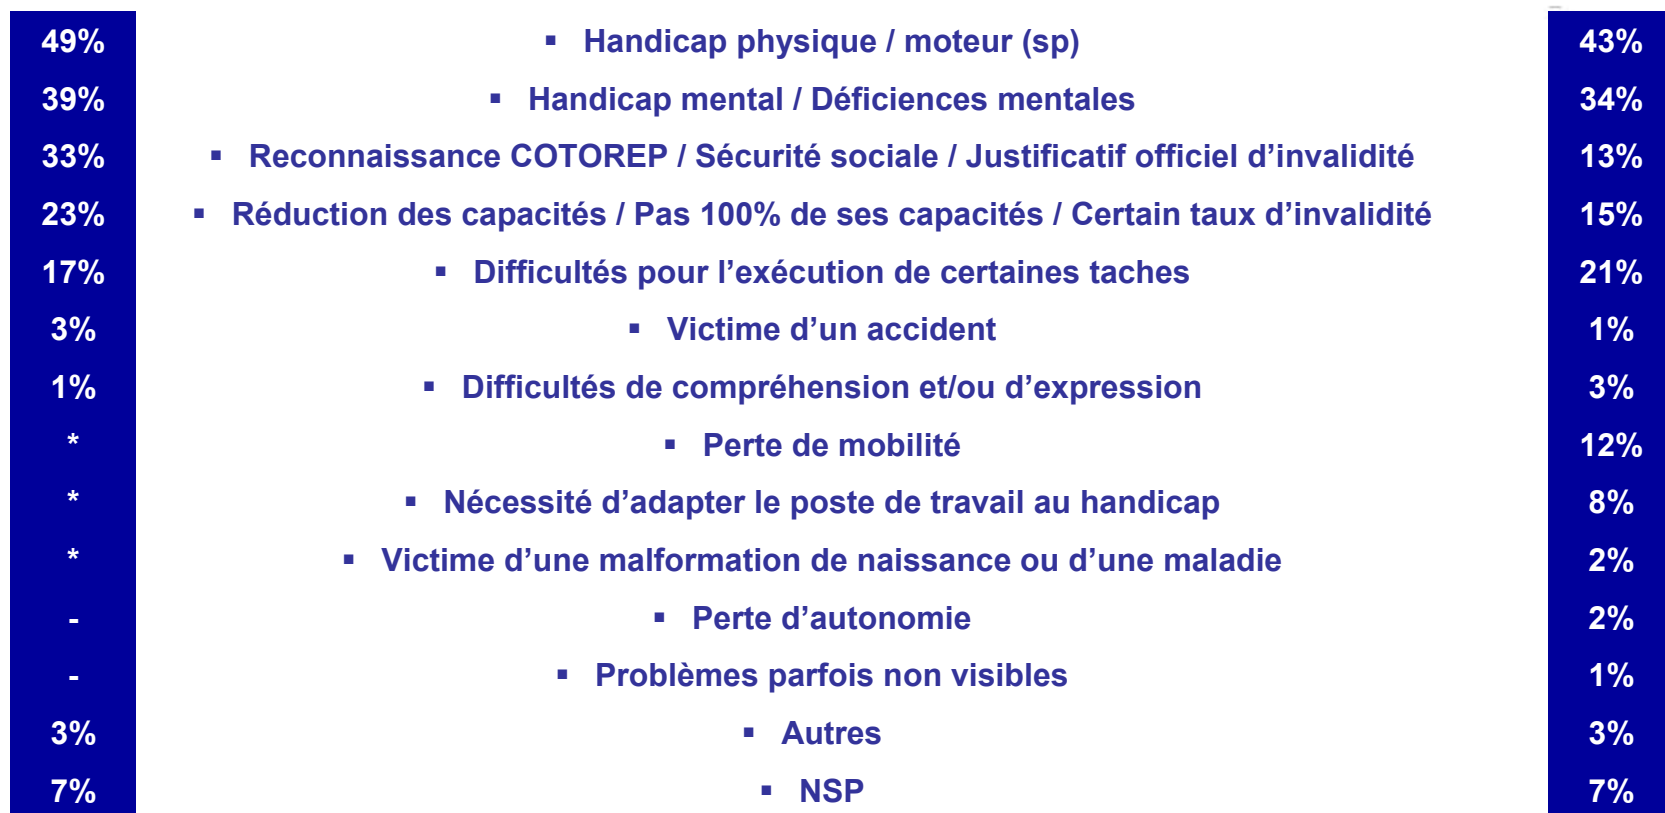 49% ▪ Handicap physique / moteur (sp) 43%
39% ▪ Handicap mental / Déficiences mentales 34%
33% ▪ Reconnaissance COTOREP / Sécurité sociale / Justificatif officiel d’invalidité 13%
23% ▪ Réduction des capacités / Pas 100% de ses capacités / Certain taux d’invalidité 15%
17% ▪ Difficultés pour l’exécution de certaines taches 21%
3% ▪ Victime d’un accident 1%
1% ▪ Difficultés de compréhension et/ou d’expression 3%
* ▪ Perte de mobilité 12%
* ▪ Nécessité d’adapter le poste de travail au handicap 8%
* ▪ Victime d’une malformation de naissance ou d’une maladie 2%
- ▪ Perte d’autonomie 2%
- ▪ Problèmes parfois non visibles 1%
3% ▪ Autres 3%
7% ▪ NSP 7%